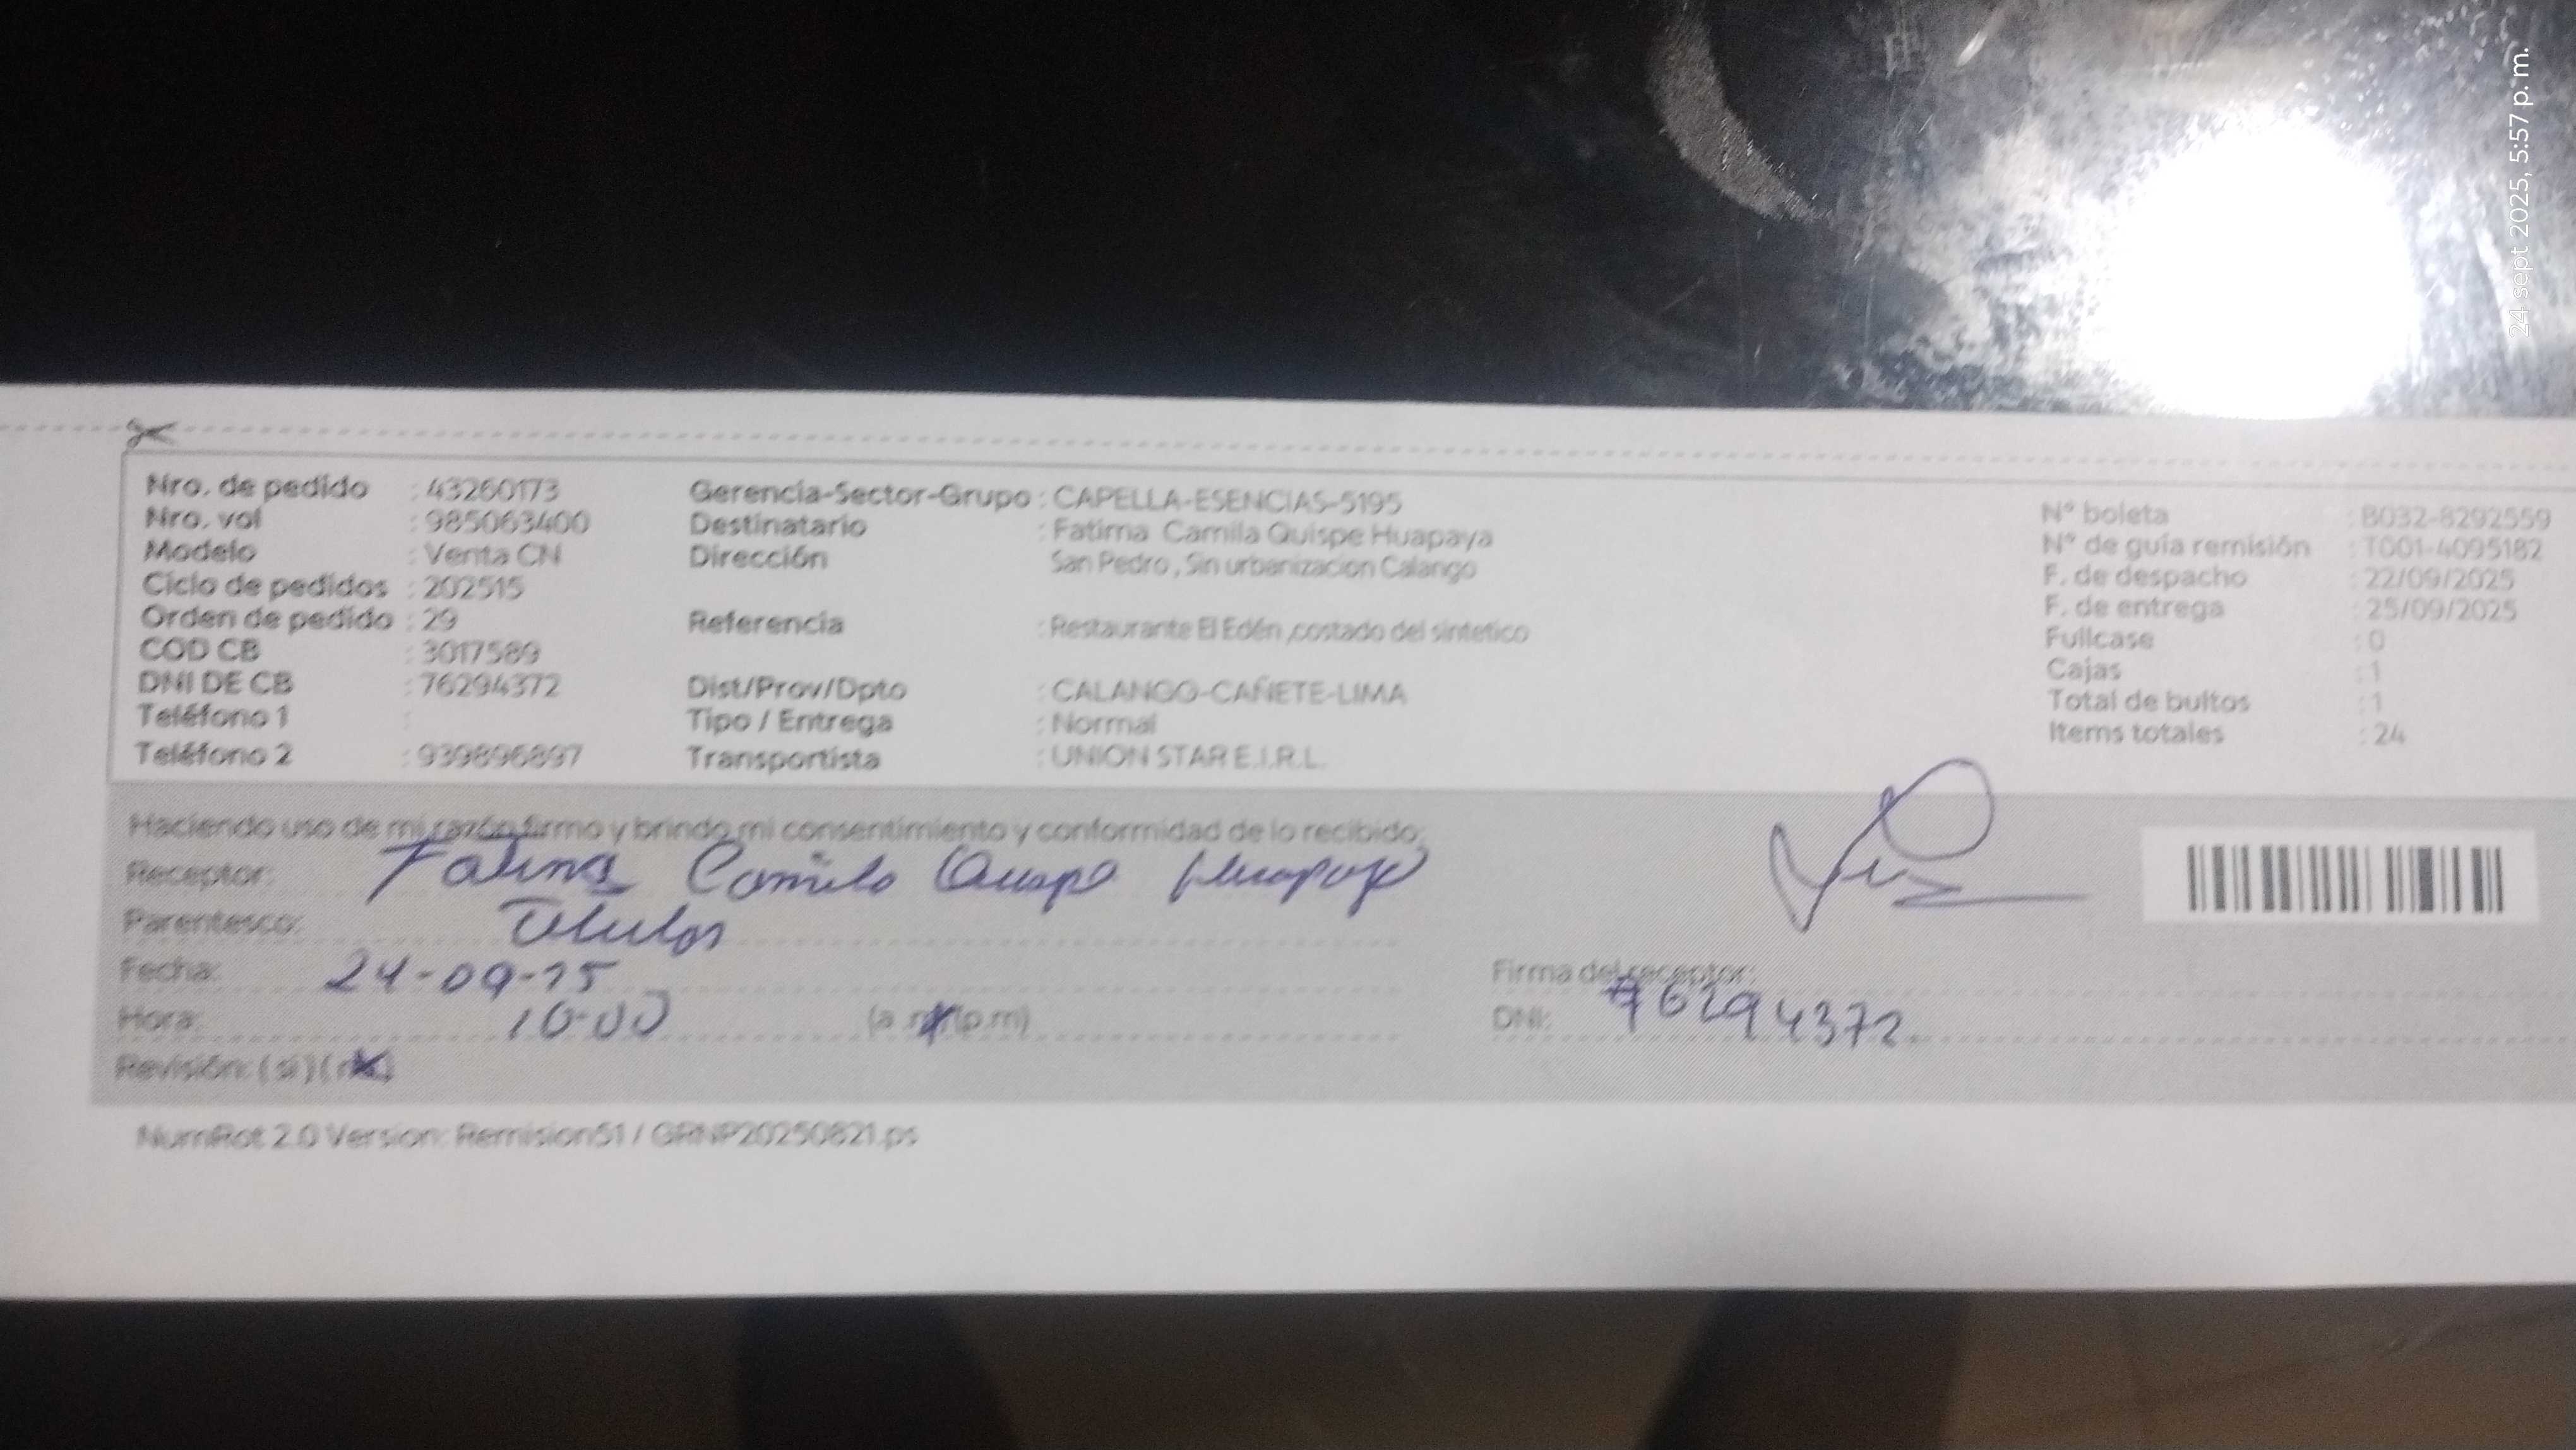 Nro. de pedido : 43260173 Gerencia-Sector-Grupo : CAPELLA-ESENCIAS-5195 N° boleta : B032-8292559
Nro. vol : 985063400 Destinatario : Fatima Camila Quispe Huapaya N° de guia remisión : T001-4095182
Modelo : Venta CN Dirección San Pedro , Sin urbanizacion Calango F. de despacho : 22/09/2025
Ciclo de pedidos : 202515 F. de entrega : 25/09/2025
Orden de pedido : 29 Referencia : Restaurante El Edén ,costado del sintetico Fullcase : 0
COD CB : 3017589 Cajas : 1
DNI DE CB : 76294372 Dist/Prov/Dpto : CALANGO-CAÑETE-LIMA Total de bultos : 1
Teléfono 1 : Tipo / Entrega : Normal Items totales : 24
Teléfono 2 : 939896897 Transportista : UNION STAR E.I.R.L.
Haciendo uso de mi razón firmo y brindo mi consentimiento y conformidad de lo recibido;
Receptor: Fatima Camila Quispe Huapaya
Parentesco:
Fecha: 24-09-25 Firma del receptor:
Hora: 10:00 (a.m)(p.m) DNI: 76294372.
Revisión: ( si ) ( no )
NumRot 2.0 Version: Remision51 / GRNP20250821.ps
24 sept 2025, 5:57 p. m.